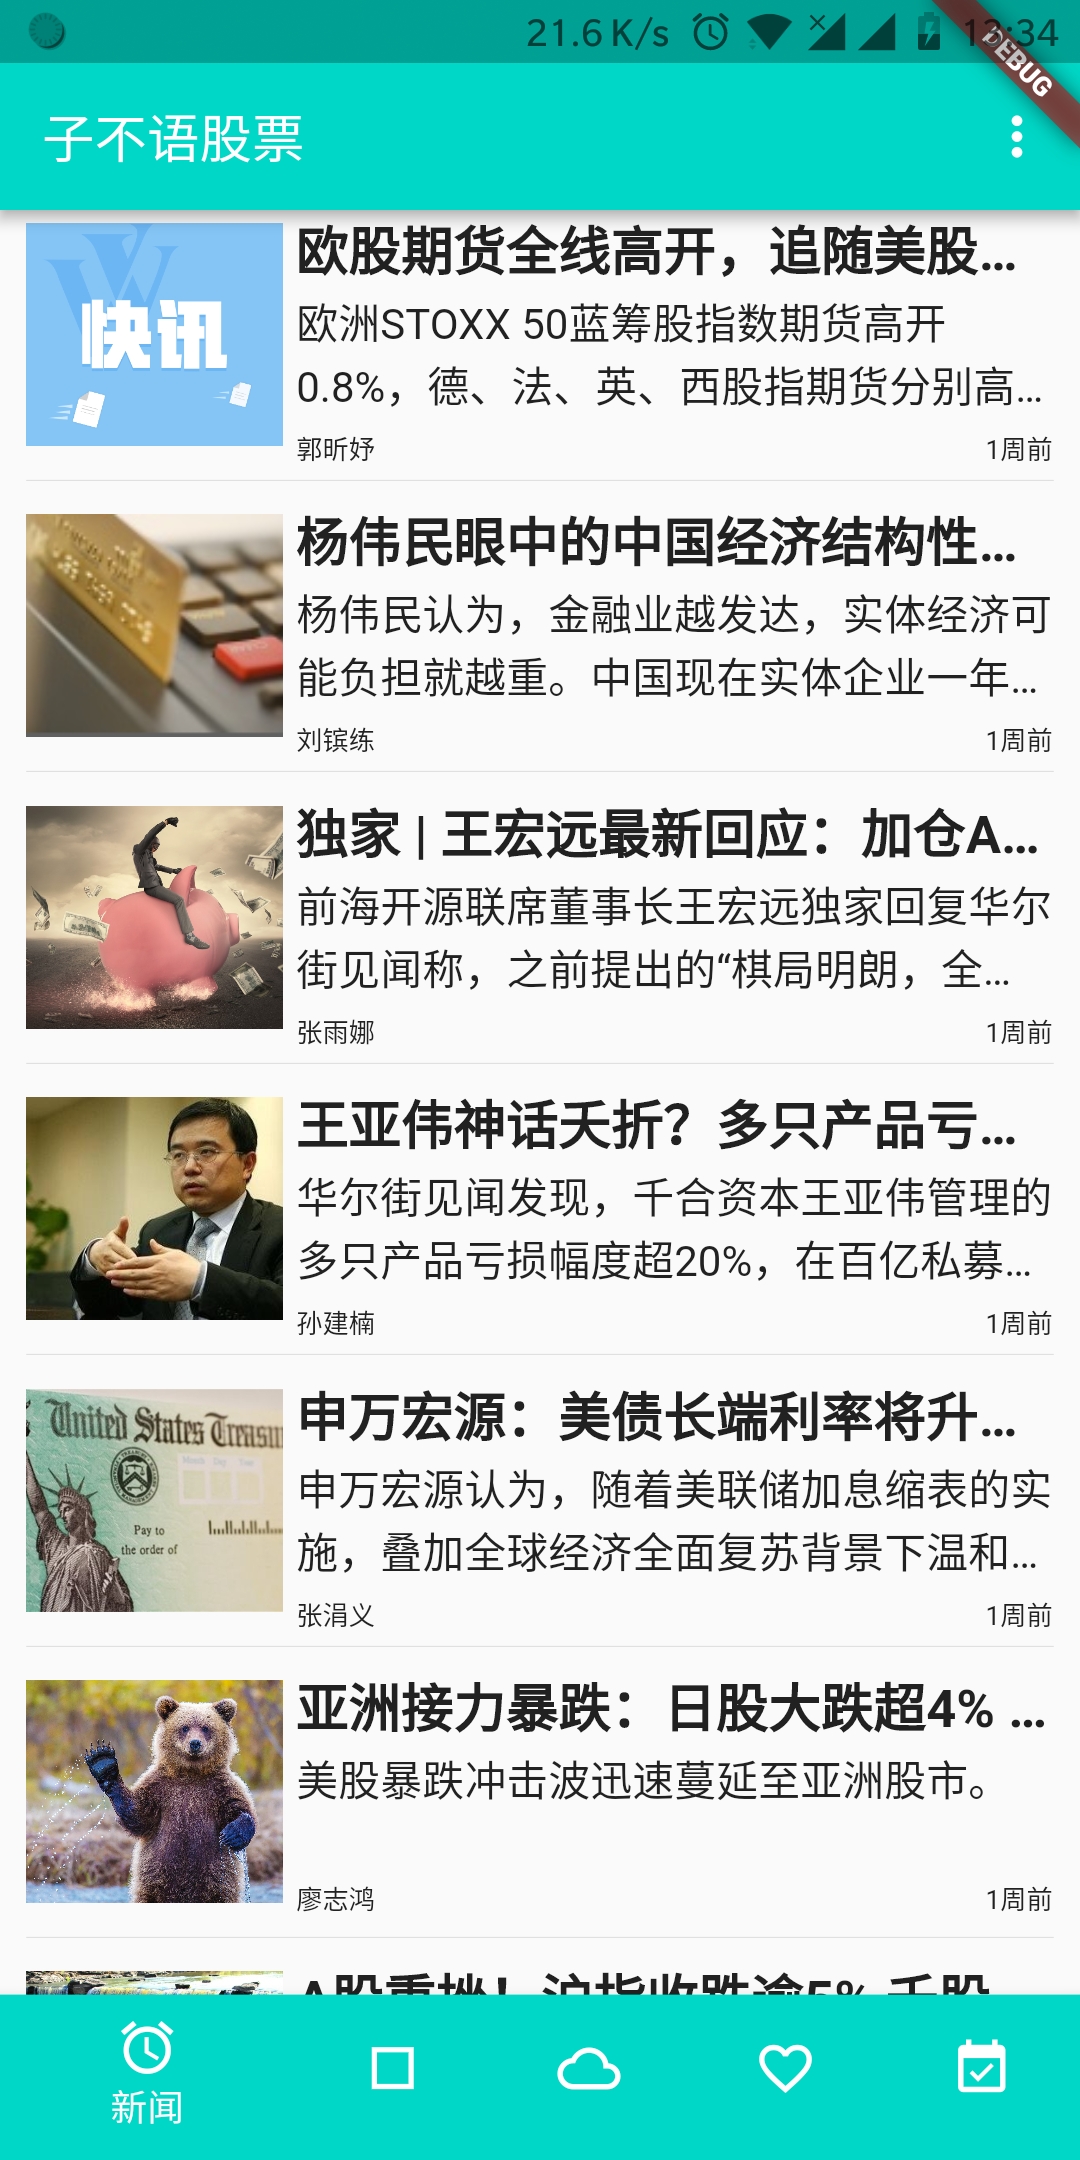 21.6 K/s
13:34
DEBUG
子不语股票
快讯
欧股期货全线高开，追随美股...
欧洲STOXX 50蓝筹股指数期货高开
0.8%，德、法、英、西股指期货分别高...
郭昕妤
1周前
杨伟民眼中的中国经济结构性...
杨伟民认为，金融业越发达，实体经济可
能负担就越重。中国现在实体企业一年...
刘镔练
1周前
独家 | 王宏远最新回应：加仓A...
前海开源联席董事长王宏远独家回复华尔
街见闻称，之前提出的“棋局明朗，全...
张雨娜
1周前
王亚伟神话夭折？多只产品亏...
华尔街见闻发现，千合资本王亚伟管理的
多只产品亏损幅度超20%，在百亿私募...
孙建楠
1周前
United States Treasu
Month Day Year
Pay to
the order of
申万宏源：美债长端利率将升...
申万宏源认为，随着美联储加息缩表的实
施，叠加全球经济全面复苏背景下温和...
张涓义
1周前
亚洲接力暴跌：日股大跌超4% ...
美股暴跌冲击波迅速蔓延至亚洲股市。
廖志鸿
1周前
A股重挫！沪指收跌逾5% 千股
新闻